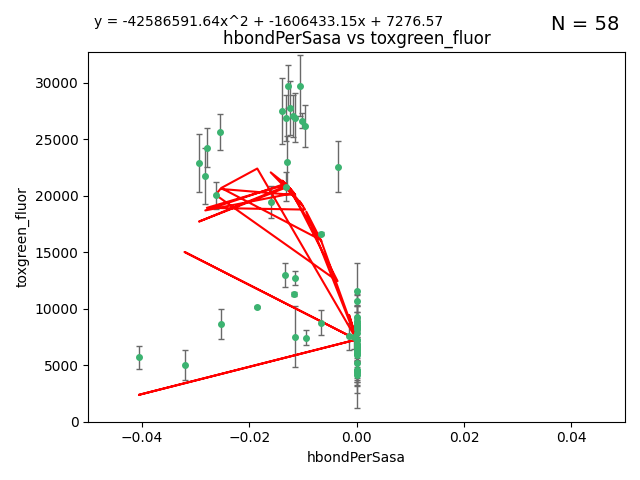 y = -42586591.64x^2 + -1606433.15x + 7276.57
N = 58
hbondPerSasa vs toxgreen_fluor
30000
25000
20000
15000
10000
5000
0
toxgreen_fluor
−0.04 −0.02 0.00 0.02 0.04
hbondPerSasa